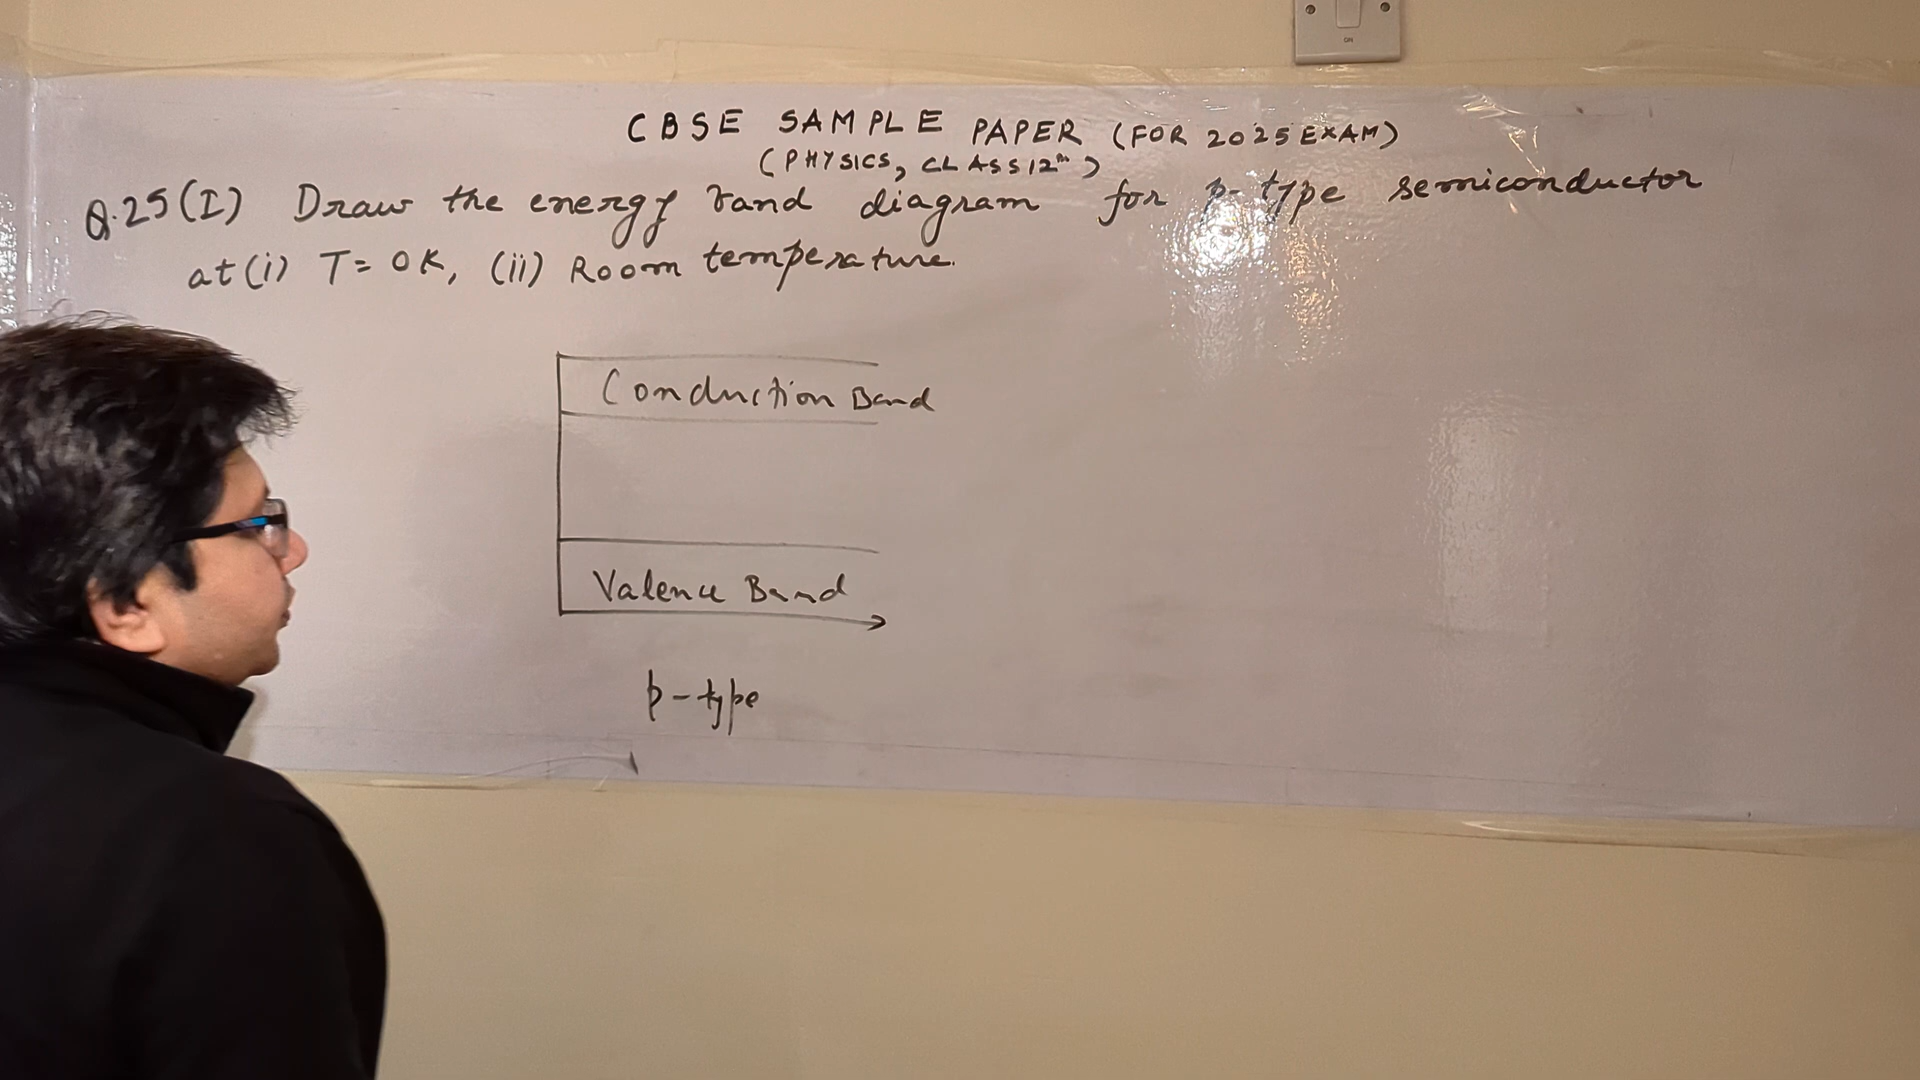 ON
CBSE SAMPLE PAPER (FOR 2025 EXAM)
(PHYSICS, CLASS 12th)
Q.25(I) Draw the energy band diagram for p-type semiconductor
at (i) T = 0K, (ii) Room temperature.
Conduction Band
Valence Band
p-type